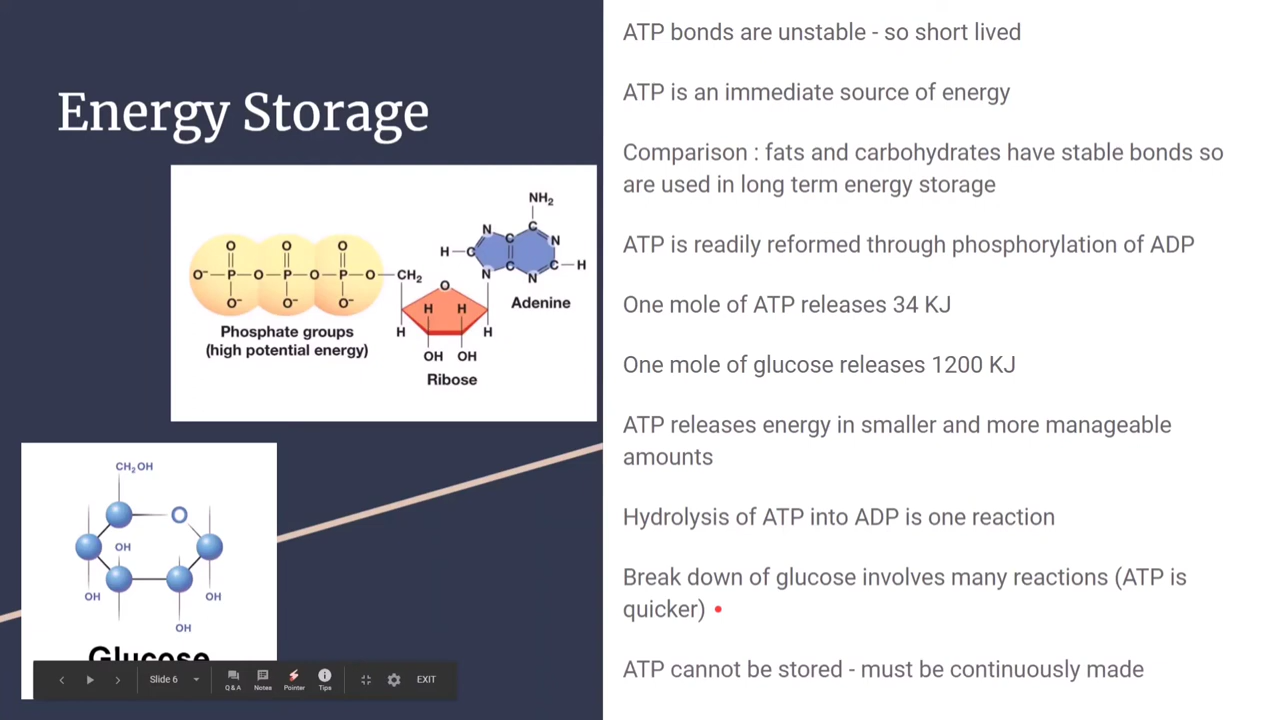 Energy Storage
NH₂
N
C
N
H
C
C
C
N
N
C
H
Adenine
O
O
O
O⁻
P
O
P
O
P
O
CH₂
O⁻
O⁻
O⁻
O
H
H
H
H
OH
OH
Phosphate groups
(high potential energy)
Ribose
CH₂OH
O
OH
OH
OH
OH
Glucose
Slide 6
Q & A
Notes
Pointer
Tips
EXIT
ATP bonds are unstable - so short lived
ATP is an immediate source of energy
Comparison : fats and carbohydrates have stable bonds so
are used in long term energy storage
ATP is readily reformed through phosphorylation of ADP
One mole of ATP releases 34 KJ
One mole of glucose releases 1200 KJ
ATP releases energy in smaller and more manageable
amounts
Hydrolysis of ATP into ADP is one reaction
Break down of glucose involves many reactions (ATP is
quicker)
ATP cannot be stored - must be continuously made